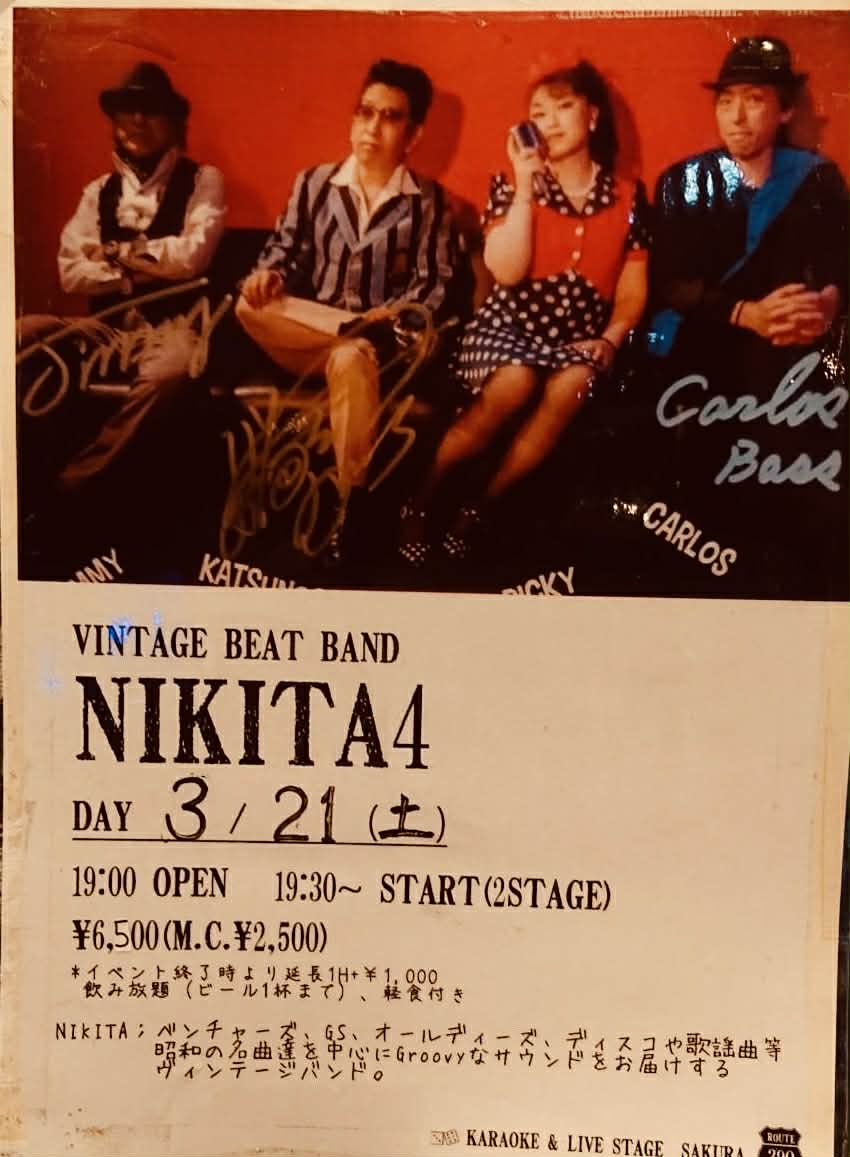 Jimmy
Carlos
Bass
CARLOS
VINTAGE BEAT BAND
NIKITA4
DAY 3/21(土)
19:00 OPEN 19:30~ START(2STAGE)
¥6,500(M.C.¥2,500)
*イベント終了時より延長1H+¥1,000
飲み放題(ビール1杯まで)、軽食付き
NIKITA;ベンチャーズ、GS、オールディーズ、ディスコや歌謡曲等
昭和の名曲達を中心にGroovyなサウンドをお届けする
ヴィンテージバンド。
KARAOKE & LIVE STAGE SAKURA ROUTE